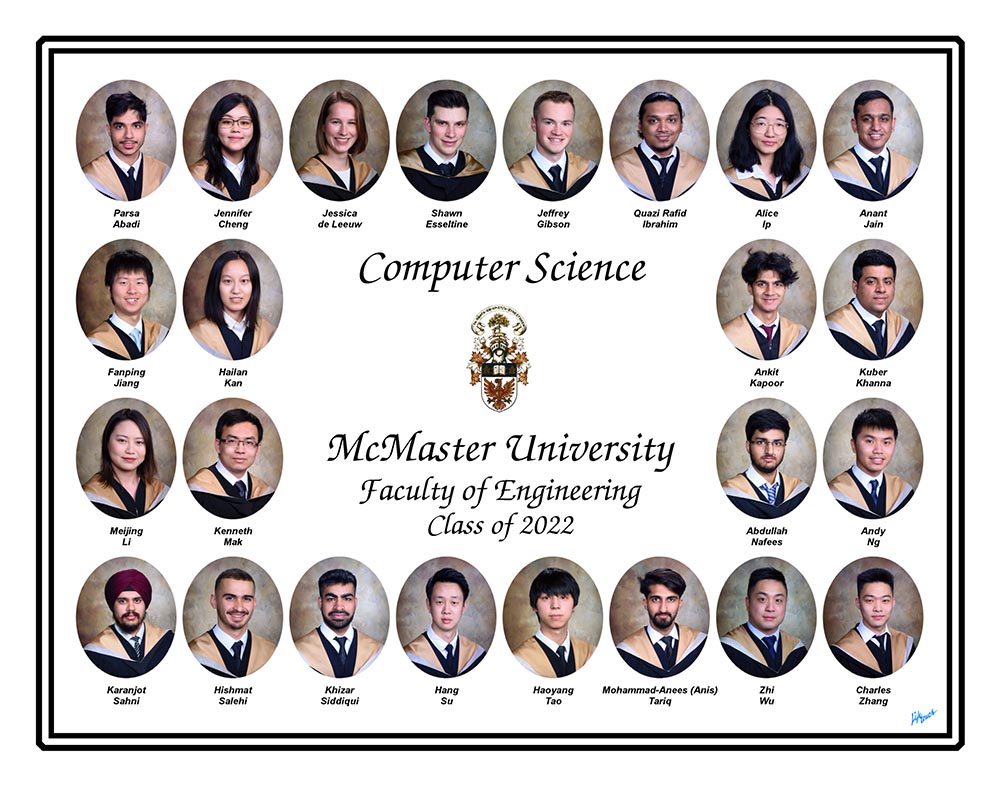 Parsa
Abadi
Jennifer
Cheng
Jessica
de Leeuw
Shawn
Esseltine
Jeffrey
Gibson
Quazi Rafid
Ibrahim
Alice
Ip
Anant
Jain
Computer Science
Fanping
Jiang
Hailan
Kan
Ankit
Kapoor
Kuber
Khanna
McMaster University
Faculty of Engineering
Class of 2022
Meijing
Li
Kenneth
Mak
Abdullah
Nafees
Andy
Ng
Karanjot
Sahni
Hishmat
Salehi
Khizar
Siddiqui
Hang
Su
Haoyang
Tao
Mohammad-Anees (Anis)
Tariq
Zhi
Wu
Charles
Zhang